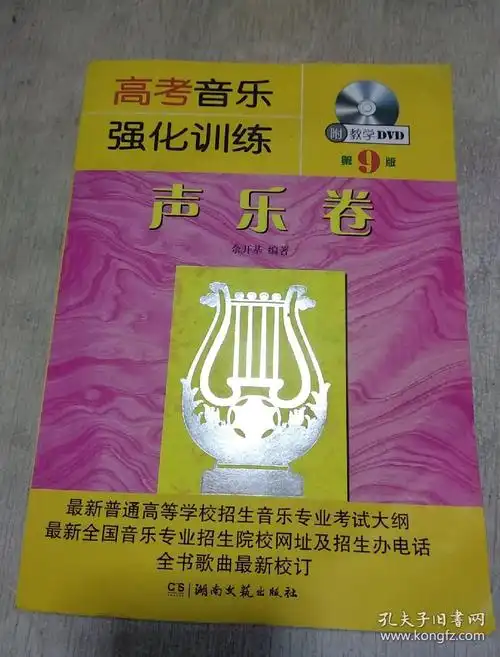 高考音乐
强化训练
附 教学DVD
第9版
声乐卷
余开基 编著
最新普通高等学校招生音乐专业考试大纲
最新全国音乐专业招生院校网址及招生办电话
全书歌曲最新校订
CS 湖南文艺出版社
孔夫子旧书网
www.kongfz.com